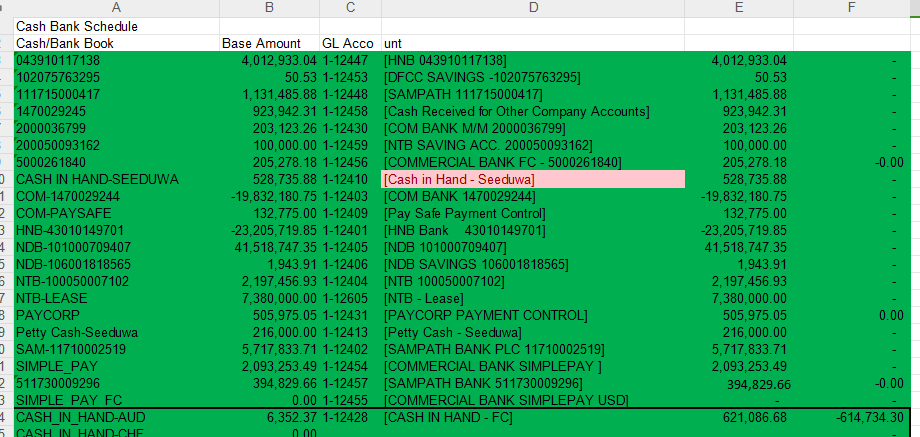 A B C D E F
Cash Bank Schedule
Cash/Bank Book Base Amount GL Acco unt
043910117138 4,012,933.04 1-12447 [HNB 043910117138] 4,012,933.04 -
102075763295 50.53 1-12453 [DFCC SAVINGS -102075763295] 50.53 -
111715000417 1,131,485.88 1-12448 [SAMPATH 111715000417] 1,131,485.88 -
1470029245 923,942.31 1-12458 [Cash Received for Other Company Accounts] 923,942.31 -
2000036799 203,123.26 1-12430 [COM BANK M/M 2000036799] 203,123.26 -
200050093162 100,000.00 1-12459 [NTB SAVING ACC. 200050093162] 100,000.00 -
5000261840 205,278.18 1-12456 [COMMERCIAL BANK FC - 5000261840] 205,278.18 -0.00
CASH IN HAND-SEEDUWA 528,735.88 1-12410 [Cash in Hand - Seeduwa] 528,735.88 -
COM-1470029244 -19,832,180.75 1-12403 [COM BANK 1470029244] -19,832,180.75 -
COM-PAYSAFE 132,775.00 1-12409 [Pay Safe Payment Control] 132,775.00 -
HNB-43010149701 -23,205,719.85 1-12401 [HNB Bank 43010149701] -23,205,719.85 -
NDB-101000709407 41,518,747.35 1-12405 [NDB 101000709407] 41,518,747.35 -
NDB-106001818565 1,943.91 1-12406 [NDB SAVINGS 106001818565] 1,943.91 -
NTB-100050007102 2,197,456.93 1-12404 [NTB 100050007102] 2,197,456.93 -
NTB-LEASE 7,380,000.00 1-12605 [NTB - Lease] 7,380,000.00 -
PAYCORP 505,975.05 1-12431 [PAYCORP PAYMENT CONTROL] 505,975.05 0.00
Petty Cash-Seeduwa 216,000.00 1-12413 [Petty Cash - Seeduwa] 216,000.00 -
SAM-11710002519 5,717,833.71 1-12402 [SAMPATH BANK PLC 11710002519] 5,717,833.71 -
SIMPLE_PAY 2,093,253.49 1-12454 [COMMERCIAL BANK SIMPLEPAY ] 2,093,253.49 -
511730009296 394,829.66 1-12457 [SAMPATH BANK 511730009296] 394,829.66 -0.00
SIMPLE_PAY_FC 0.00 1-12455 [COMMERCIAL BANK SIMPLEPAY USD] - -
CASH_IN_HAND-AUD 6,352.37 1-12428 [CASH IN HAND - FC] 621,086.68 -614,734.30
CASH_IN_HAND-CHF 0.00